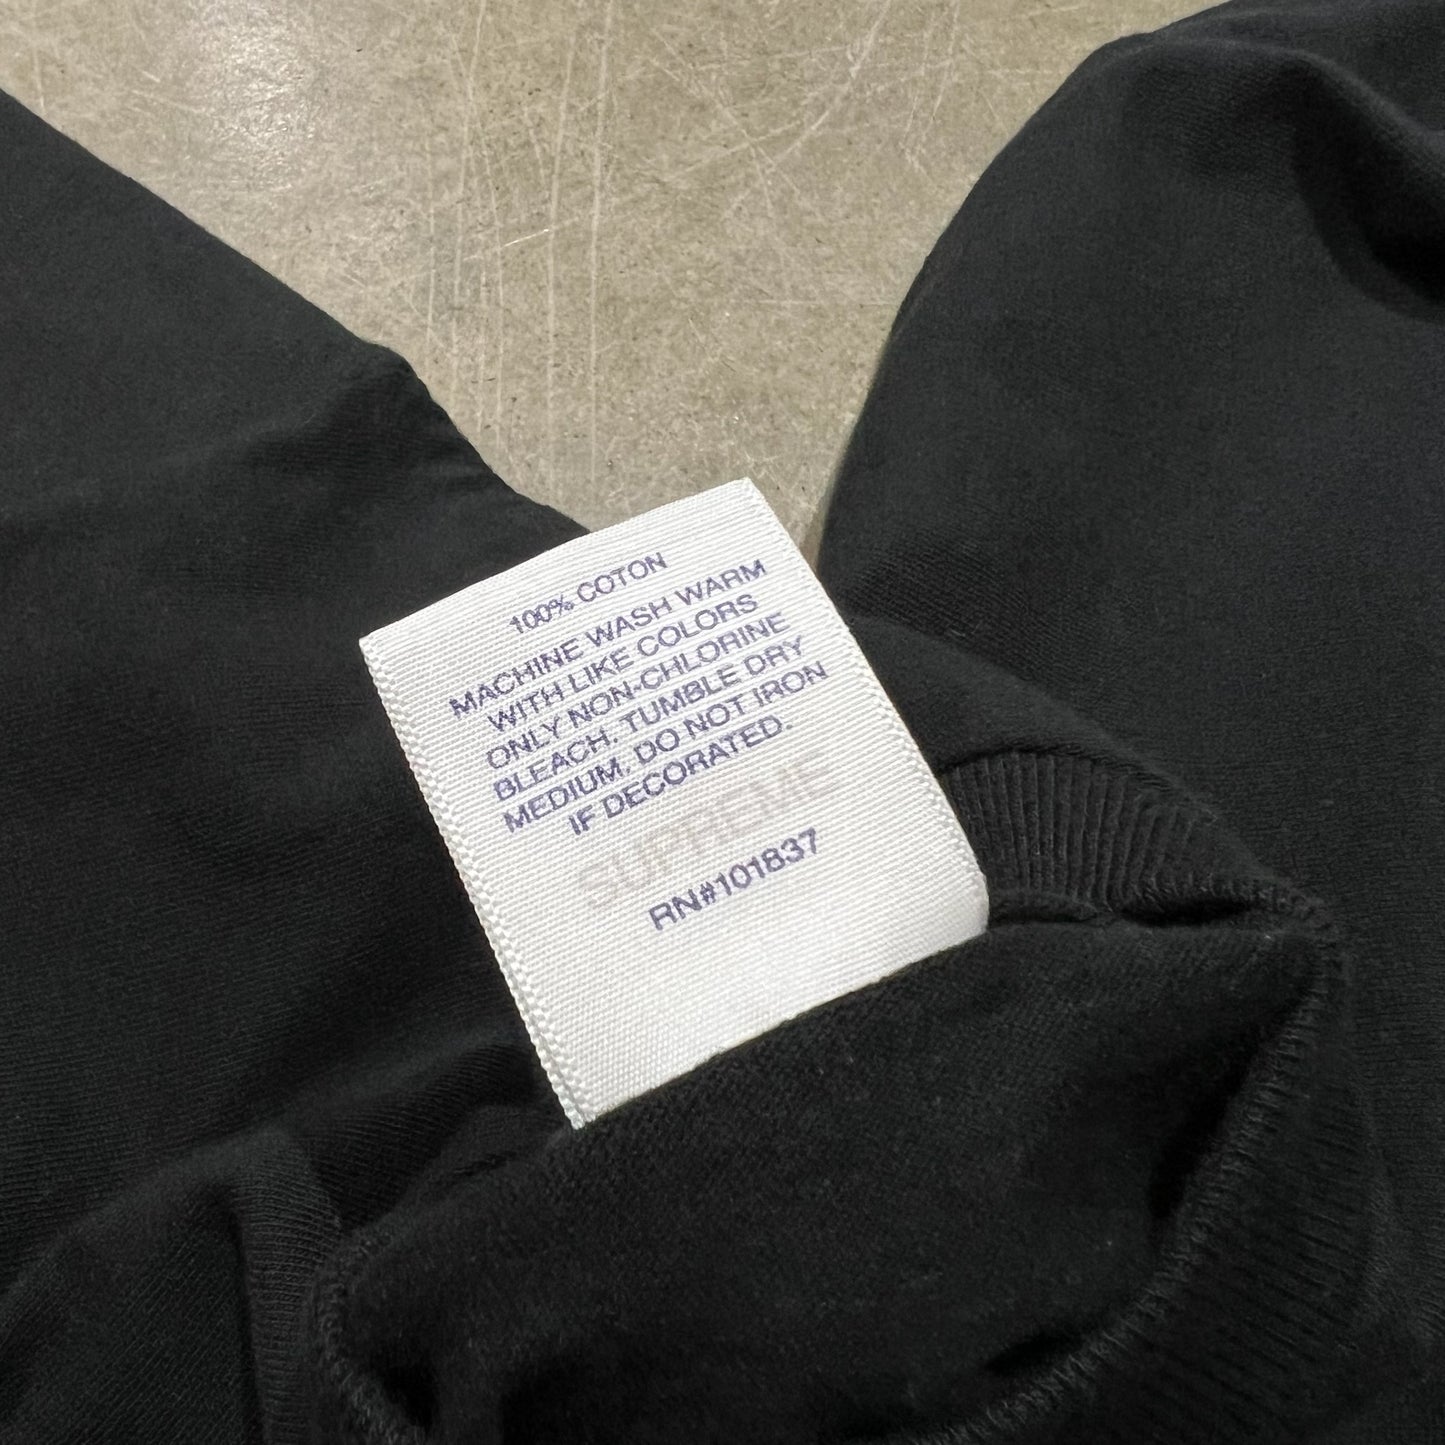 100% COTON
MACHINE WASH WARM
WITH LIKE COLORS
ONLY NON-CHLORINE
BLEACH. TUMBLE DRY
MEDIUM. DO NOT IRON
IF DECORATED.
SUPREME
RN#101837